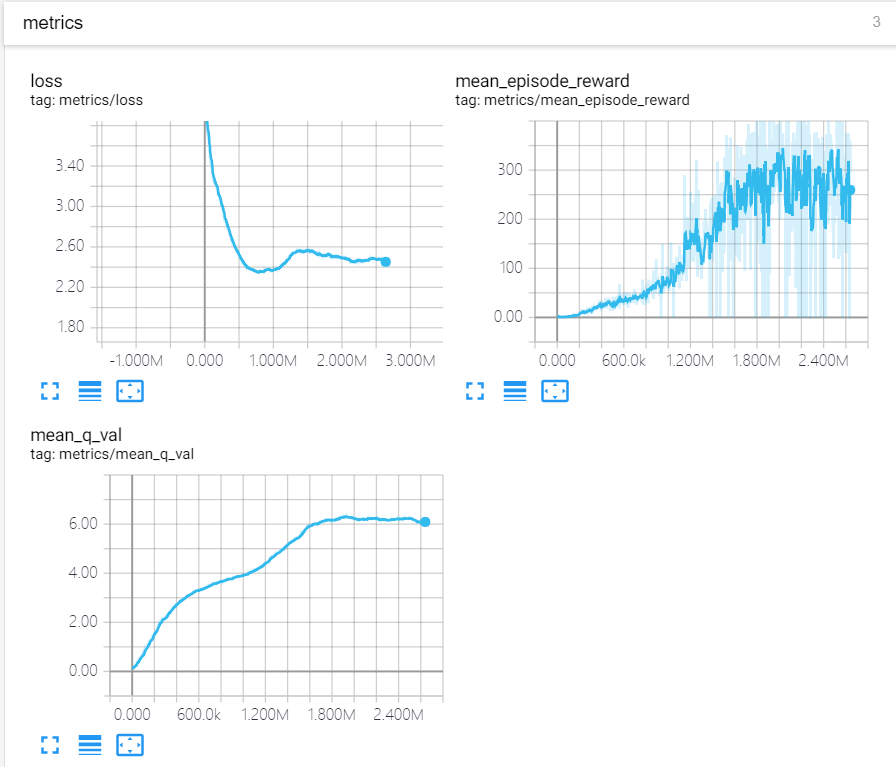 metrics
3
loss
tag: metrics/loss
3.40
3.00
2.60
2.20
1.80
-1.000M 0.000 1.000M 2.000M 3.000M
mean_episode_reward
tag: metrics/mean_episode_reward
300
200
100
0.00
0.000 600.0k 1.200M 1.800M 2.400M
mean_q_val
tag: metrics/mean_q_val
6.00
4.00
2.00
0.00
0.000 600.0k 1.200M 1.800M 2.400M